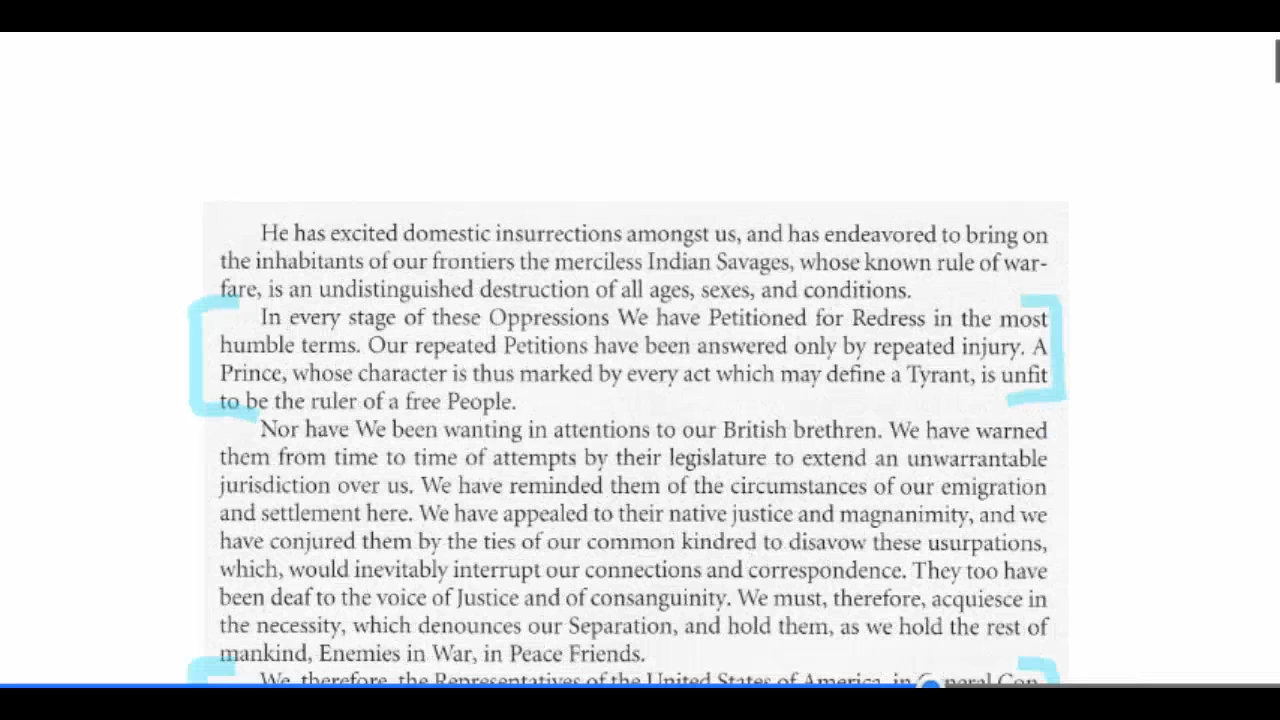 He has excited domestic insurrections amongst us, and has endeavored to bring on
the inhabitants of our frontiers the merciless Indian Savages, whose known rule of war-
fare, is an undistinguished destruction of all ages, sexes, and conditions.
In every stage of these Oppressions We have Petitioned for Redress in the most
humble terms. Our repeated Petitions have been answered only by repeated injury. A
Prince, whose character is thus marked by every act which may define a Tyrant, is unfit
to be the ruler of a free People.
Nor have We been wanting in attentions to our British brethren. We have warned
them from time to time of attempts by their legislature to extend an unwarrantable
jurisdiction over us. We have reminded them of the circumstances of our emigration
and settlement here. We have appealed to their native justice and magnanimity, and we
have conjured them by the ties of our common kindred to disavow these usurpations,
which, would inevitably interrupt our connections and correspondence. They too have
been deaf to the voice of Justice and of consanguinity. We must, therefore, acquiesce in
the necessity, which denounces our Separation, and hold them, as we hold the rest of
mankind, Enemies in War, in Peace Friends.
We, therefore, the Representatives of the United States of America, in General Con-